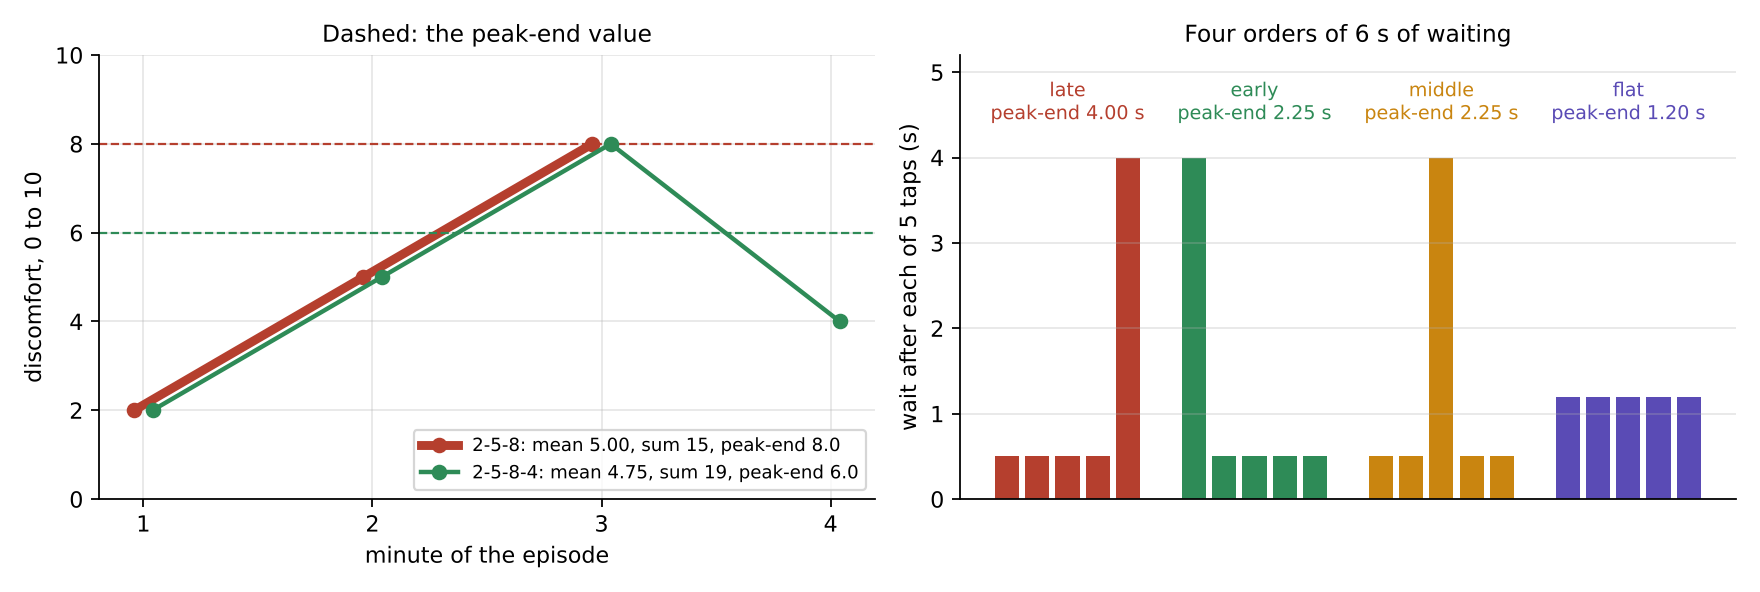 Dashed: the peak-end value
discomfort, 0 to 10
10
8
6
4
2
0
1
2
3
4
minute of the episode
2-5-8: mean 5.00, sum 15, peak-end 8.0
2-5-8-4: mean 4.75, sum 19, peak-end 6.0
Four orders of 6 s of waiting
wait after each of 5 taps (s)
5
4
3
2
1
0
late
peak-end 4.00 s
early
peak-end 2.25 s
middle
peak-end 2.25 s
flat
peak-end 1.20 s